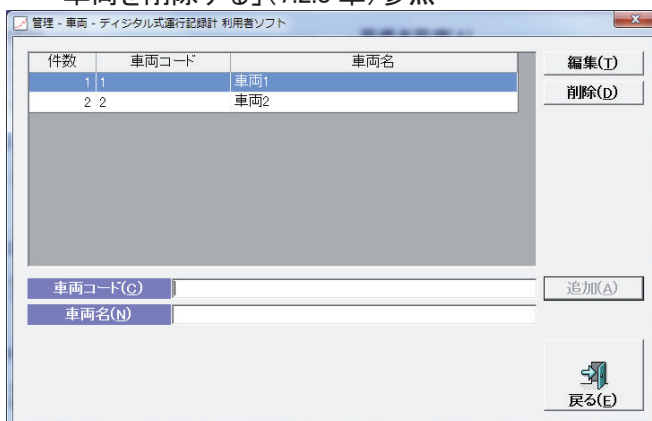 車両を削除する」(7.2.3 章)参照
管理 - 車両 - ディジタル式運行記録計 利用者ソフト
件数 車両コード 車両名
1 1 車両1
2 2 車両2
編集(T)
削除(D)
車両コード(C)
追加(A)
車両名(N)
戻る(E)